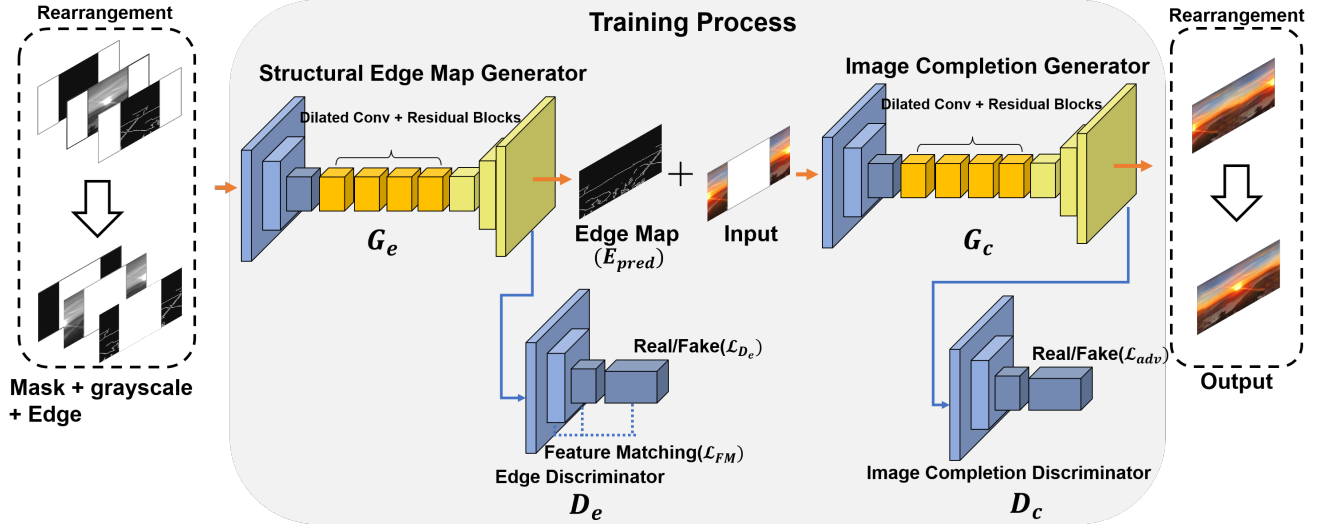 Rearrangement
Mask + grayscale
+ Edge
Training Process
Structural Edge Map Generator
Dilated Conv + Residual Blocks
G_e
Edge Map
(E_pred)
+
Input
Image Completion Generator
Dilated Conv + Residual Blocks
G_c
Real/Fake(ℒ_{D_e})
Feature Matching(ℒ_FM)
Edge Discriminator
D_e
Real/Fake(ℒ_adv)
Image Completion Discriminator
D_c
Rearrangement
Output